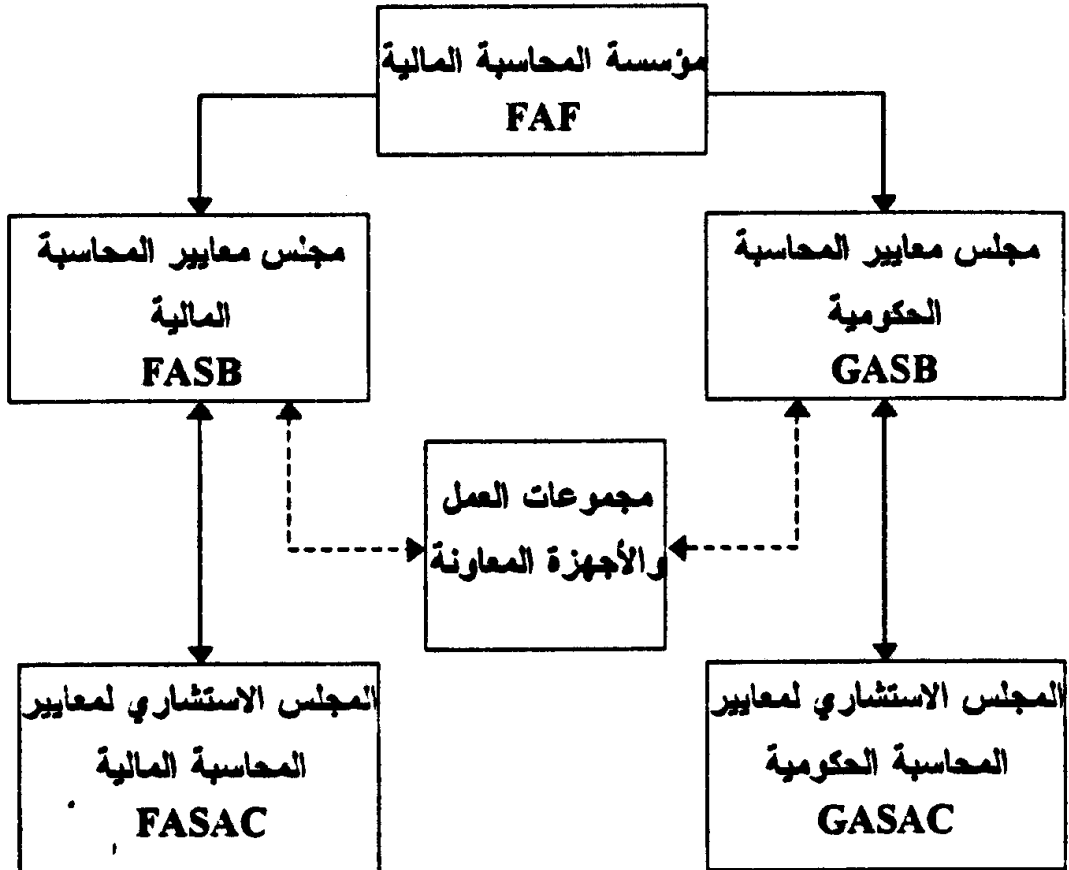 مؤسسة المحاسبة المالية
FAF
مجلس معايير المحاسبة
الحكومية
GASB
مجلس معايير المحاسبة
المالية
FASB
مجموعات العمل
والأجهزة المعاونة
المجلس الاستشاري لمعايير
المحاسبة الحكومية
GASAC
المجلس الاستشاري لمعايير
المحاسبة المالية
FASAC